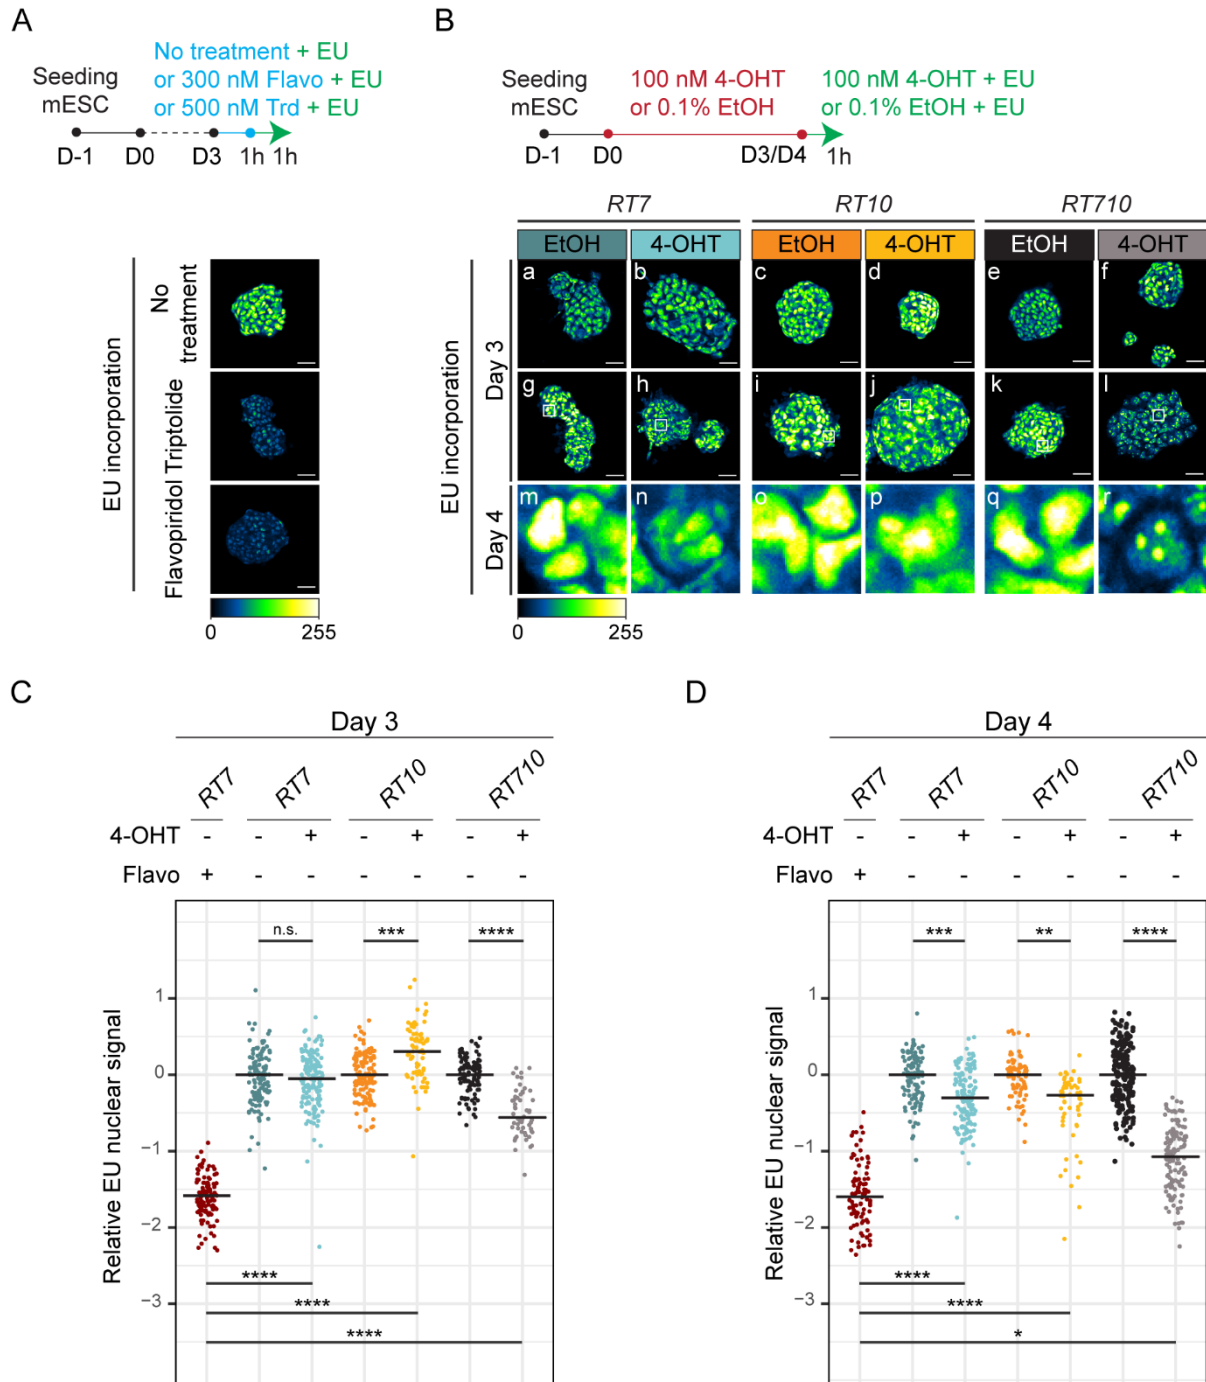 A
No treatment + EU
or 300 nM Flavo + EU
or 500 nM Trd + EU
Seeding
mESC
D-1 D0 D3 1h 1h
No
treatment
Triptolide
Flavopiridol
EU incorporation
0 255
B
Seeding
mESC
100 nM 4-OHT
or 0.1% EtOH
100 nM 4-OHT + EU
or 0.1% EtOH + EU
D-1 D0 D3/D4 1h
RT7 RT10 RT710
EtOH 4-OHT EtOH 4-OHT EtOH 4-OHT
EU incorporation
Day 3
Day 4
a b c d e f
g h i j k l
m n o p q r
0 255
C
Day 3
RT7 RT7 RT10 RT710
4-OHT - - + - + - +
Flavo + - - - - - -
n.s. *** ****
Relative EU nuclear signal
1
0
−1
−2
−3
****
****
****
D
Day 4
RT7 RT7 RT10 RT710
4-OHT - - + - + - +
Flavo + - - - - - -
*** ** ****
Relative EU nuclear signal
1
0
−1
−2
−3
****
****
*